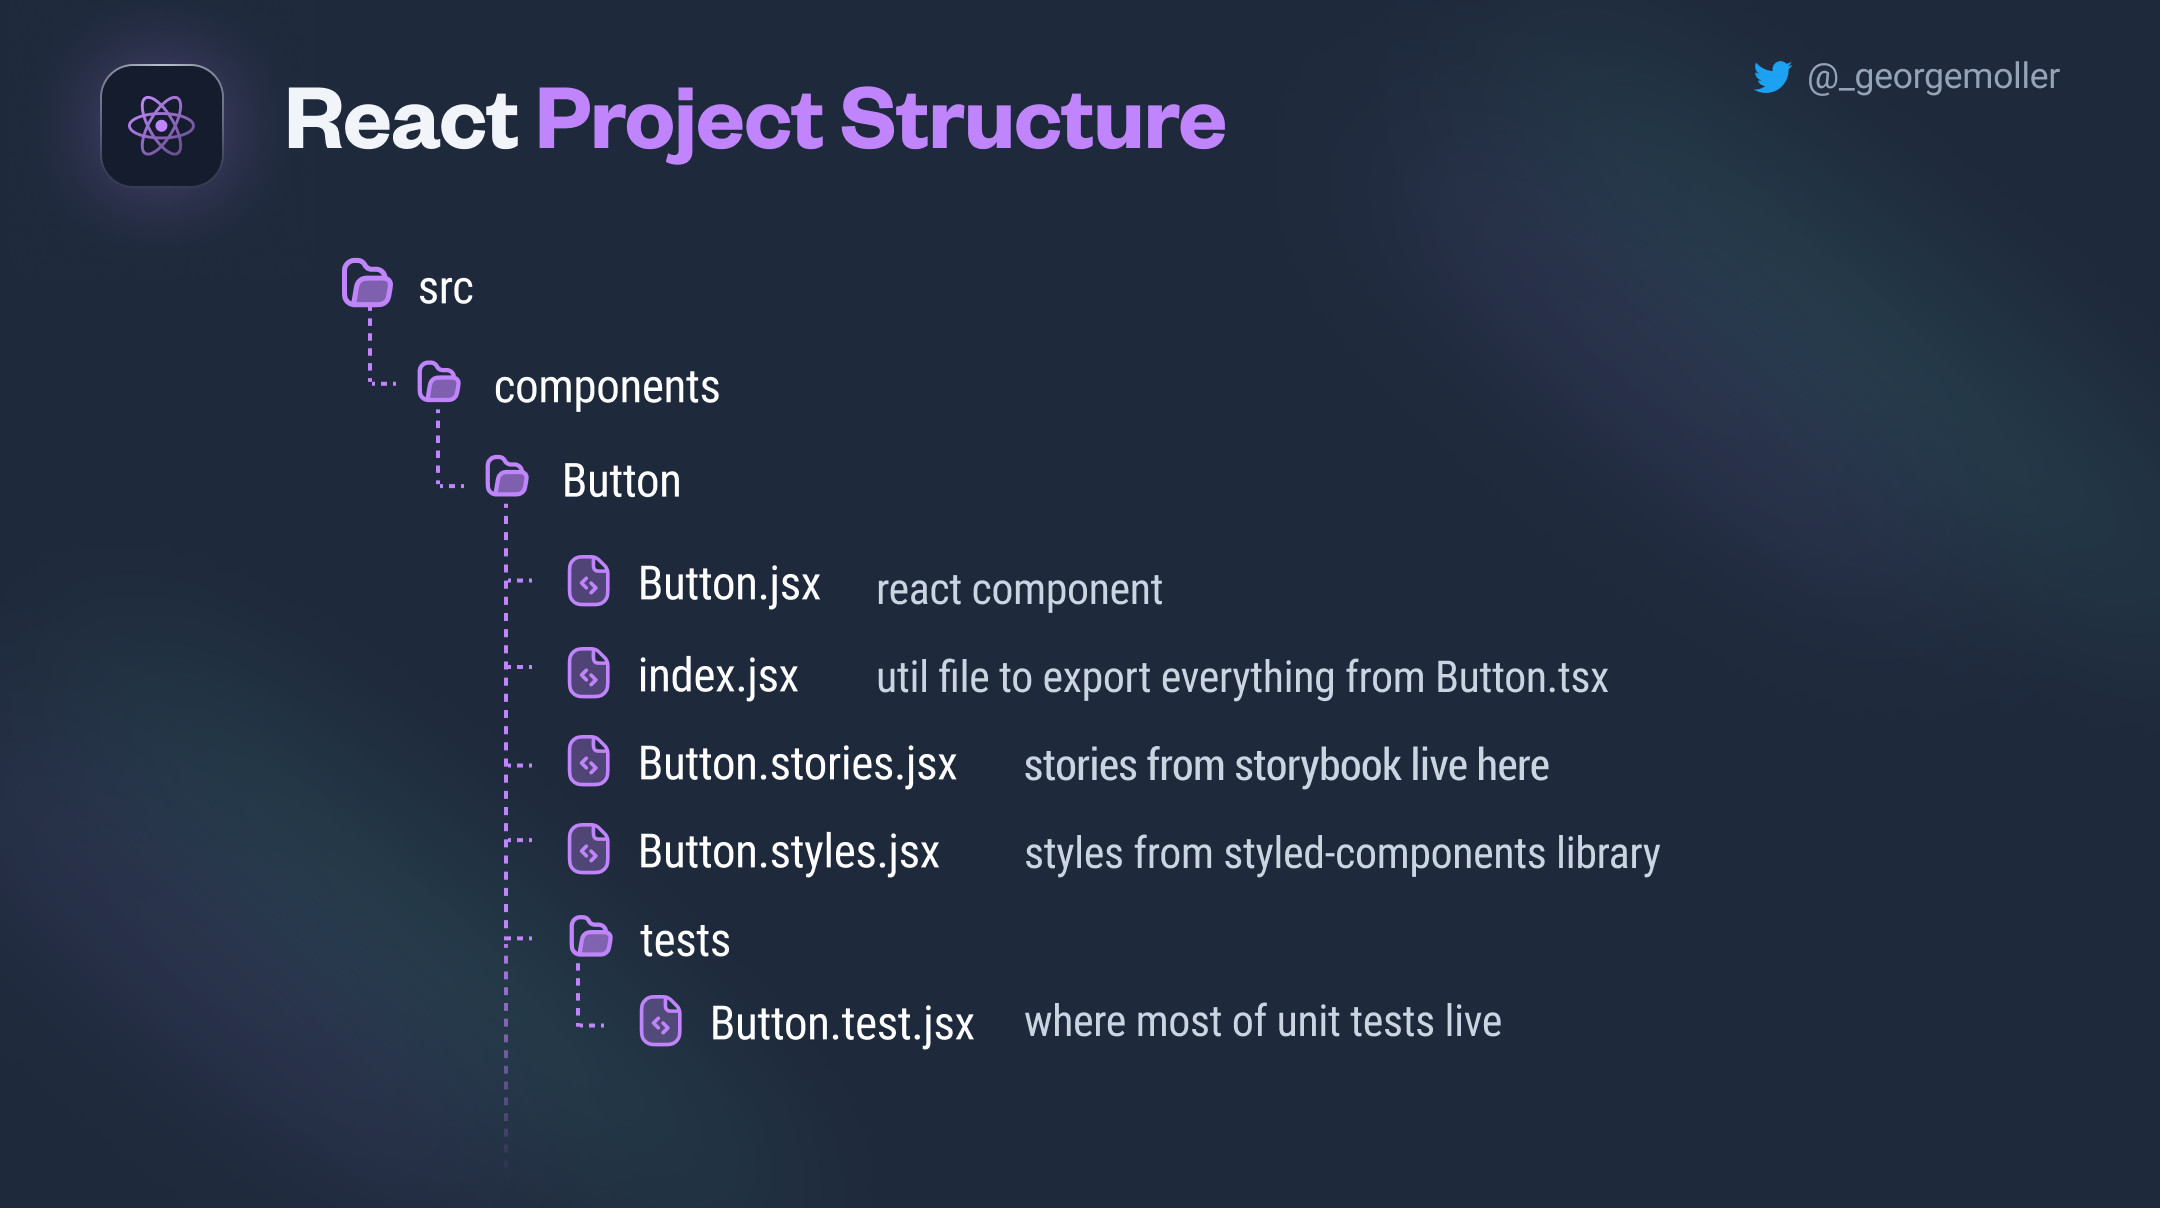 React Project Structure
@_georgemoller
src
components
Button
Button.jsx react component
index.jsx util file to export everything from Button.tsx
Button.stories.jsx stories from storybook live here
Button.styles.jsx styles from styled-components library
tests
Button.test.jsx where most of unit tests live